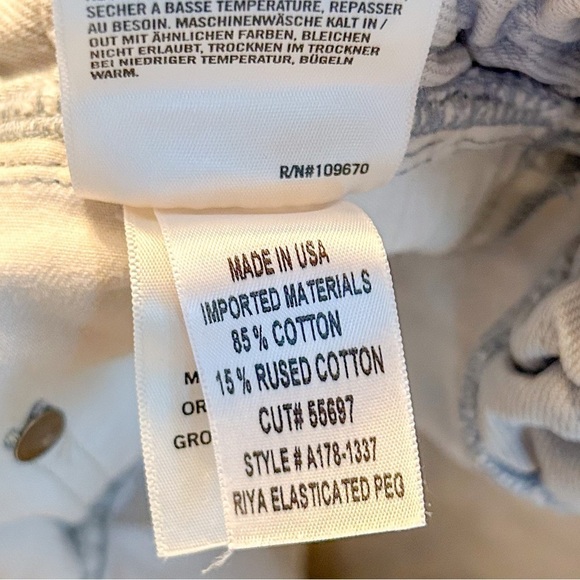 SÉCHER A BASSE TEMPÉRATURE, REPASSER
AU BESOIN. MASCHINENWÄSCHE KALT IN /
OUT MIT ÄHNLICHEN FARBEN, BLEICHEN
NICHT ERLAUBT, TROCKNEN IM TROCKNER
BEI NIEDRIGER TEMPERATUR, BÜGELN
WARM.
R/N#109670
MADE IN USA
IMPORTED MATERIALS
85% COTTON
15% RUSED COTTON
CUT# 55697
STYLE # A178-1337
RIYA ELASTICATED PEG